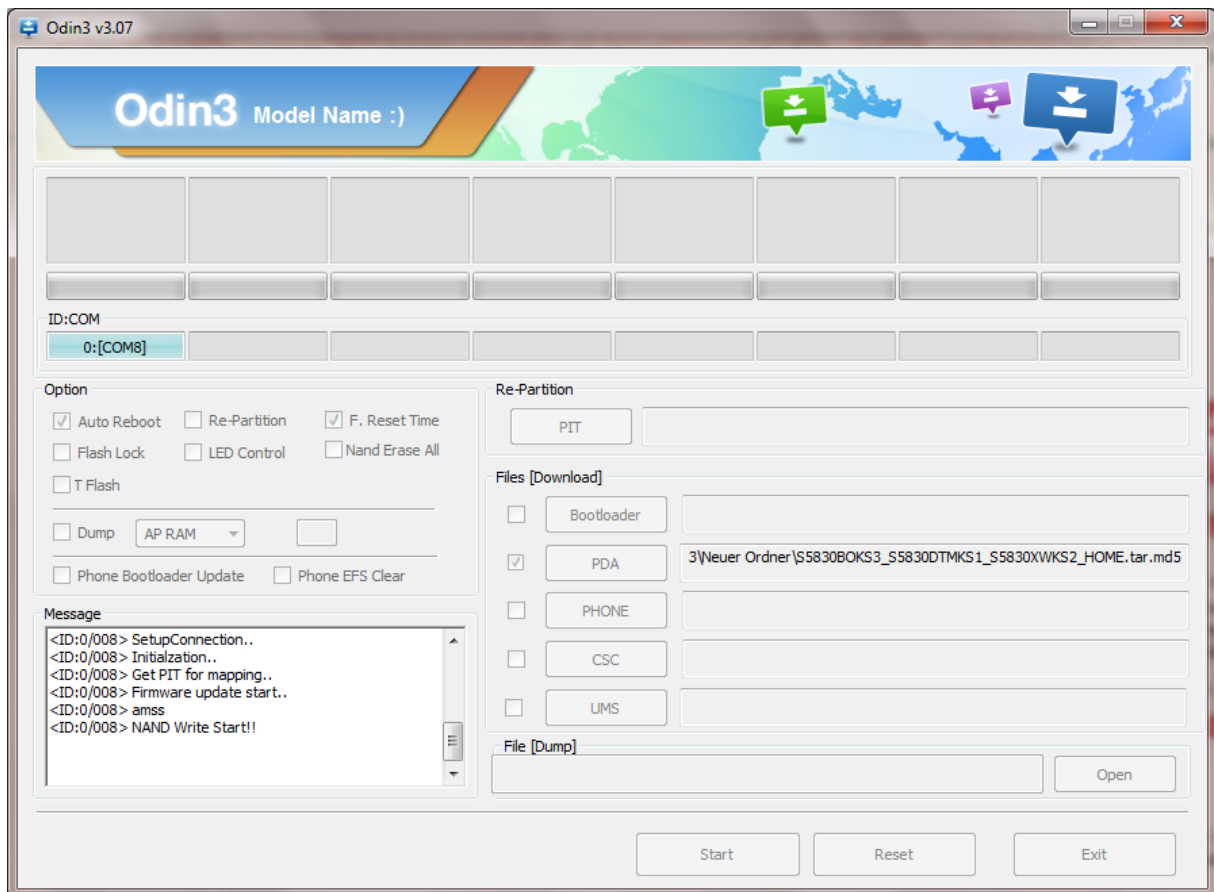 Odin3 v3.07
Odin3 Model Name :)
ID:COM
0:[COM8]
Option
Auto Reboot
Re-Partition
F. Reset Time
Flash Lock
LED Control
Nand Erase All
T Flash
Dump
AP RAM
Phone Bootloader Update
Phone EFS Clear
Message
<ID:0/008> SetupConnection..
<ID:0/008> Initialzation..
<ID:0/008> Get PIT for mapping..
<ID:0/008> Firmware update start..
<ID:0/008> amss
<ID:0/008> NAND Write Start!!
Re-Partition
PIT
Files [Download]
Bootloader
PDA 3\Neuer Ordner\S5830BOKS3_S5830DTMKS1_S5830XWKS2_HOME.tar.md5
PHONE
CSC
UMS
File [Dump]
Open
Start
Reset
Exit